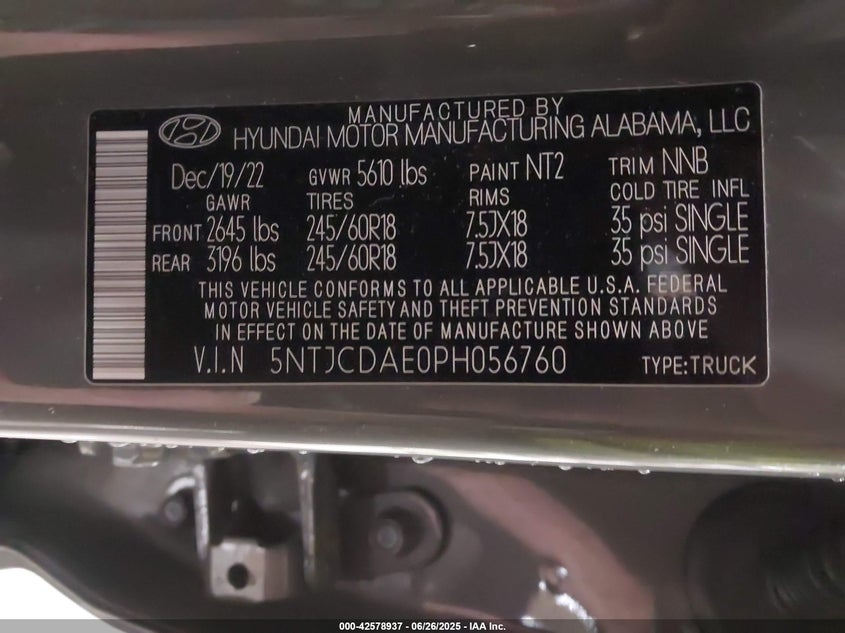 MANUFACTURED BY
HYUNDAI MOTOR MANUFACTURING ALABAMA, LLC
Dec/19/22 GVWR 5610 lbs PAINT NT2 TRIM NNB
GAWR TIRES RIMS COLD TIRE INFL
FRONT 2645 lbs 245/60R18 7.5JX18 35 psi SINGLE
REAR 3196 lbs 245/60R18 7.5JX18 35 psi SINGLE
THIS VEHICLE CONFORMS TO ALL APPLICABLE U.S.A. FEDERAL
MOTOR VEHICLE SAFETY AND THEFT PREVENTION STANDARDS
IN EFFECT ON THE DATE OF MANUFACTURE SHOWN ABOVE
V.I.N 5NTJCDAE0PH056760 TYPE:TRUCK
000-42578937 - 06/26/2025 - IAA Inc.